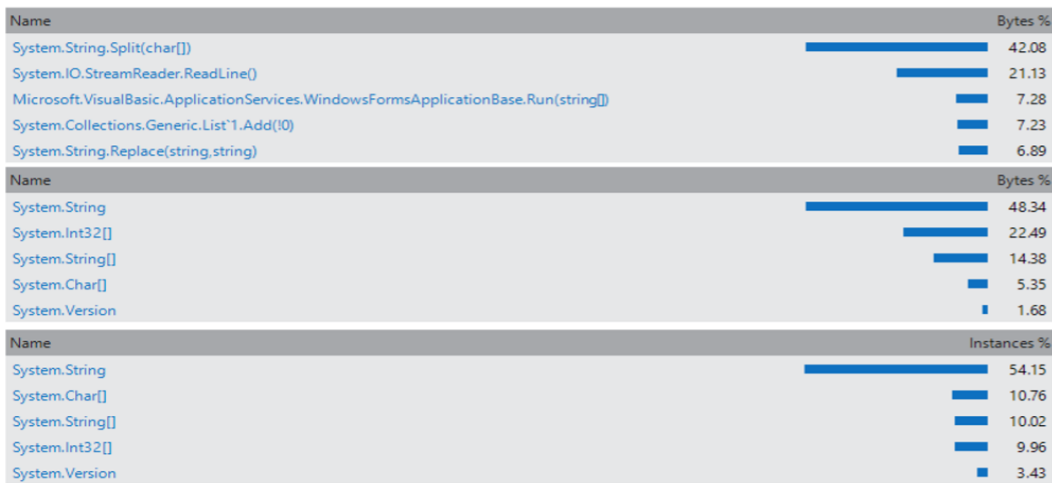 Name Bytes %
System.String.Split(char[]) 42.08
System.IO.StreamReader.ReadLine() 21.13
Microsoft.VisualBasic.ApplicationServices.WindowsFormsApplicationBase.Run(string[]) 7.28
System.Collections.Generic.List`1.Add(!0) 7.23
System.String.Replace(string,string) 6.89
Name Bytes %
System.String 48.34
System.Int32[] 22.49
System.String[] 14.38
System.Char[] 5.35
System.Version 1.68
Name Instances %
System.String 54.15
System.Char[] 10.76
System.String[] 10.02
System.Int32[] 9.96
System.Version 3.43